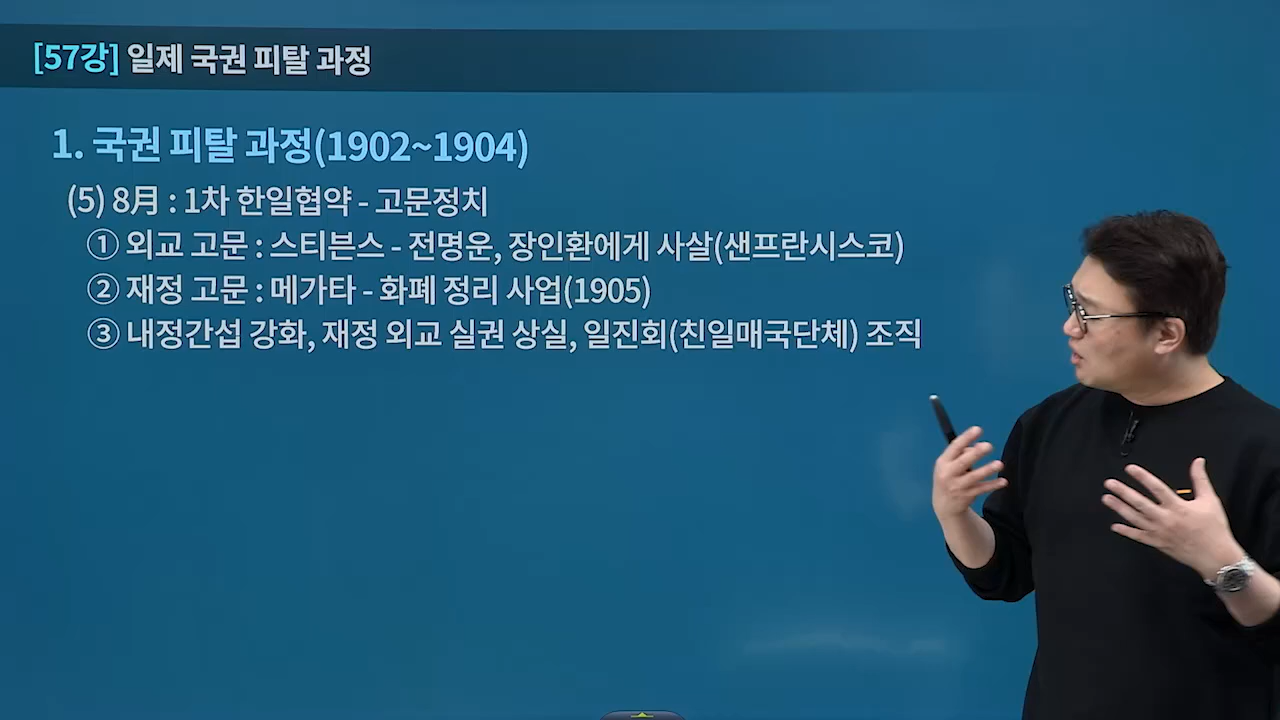 [57강] 일제 국권 피탈 과정
1. 국권 피탈 과정(1902~1904)
(5) 8月 : 1차 한일협약 - 고문정치
① 외교 고문 : 스티븐스 - 전명운, 장인환에게 사살(샌프란시스코)
② 재정 고문 : 메가타 - 화폐 정리 사업(1905)
③ 내정간섭 강화, 재정 외교 실권 상실, 일진회(친일매국단체) 조직